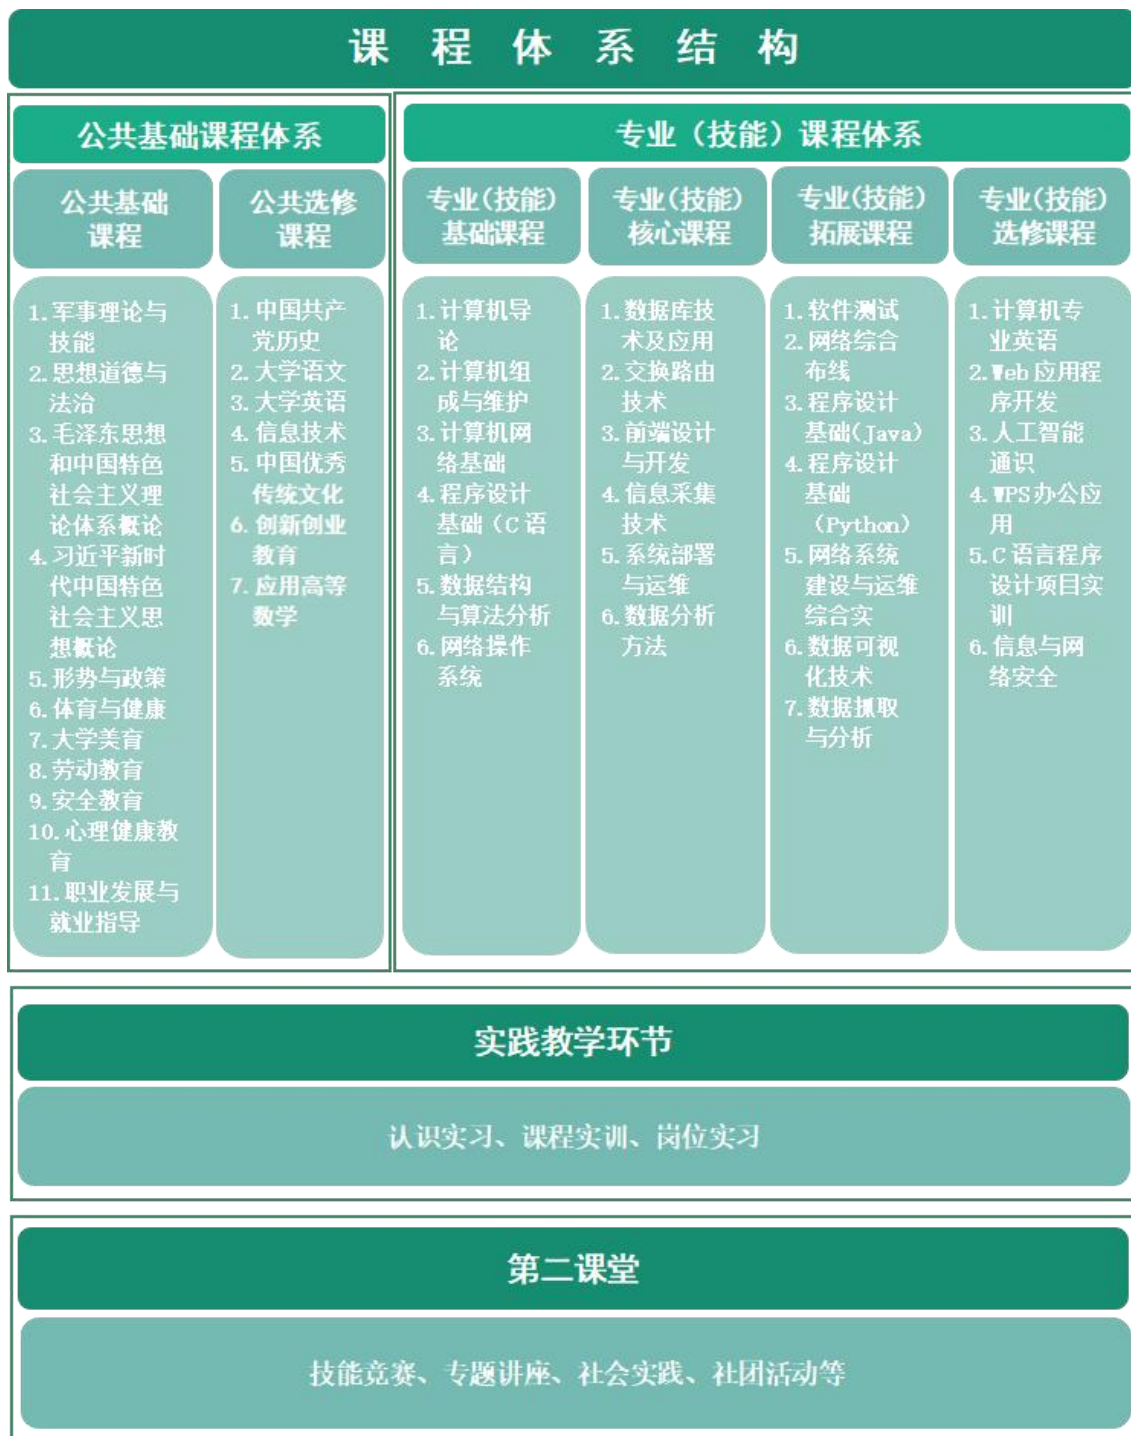 课 程 体 系 结 构
公共基础课程体系
公共基础
课程
1.军事理论与
技能
2.思想道德与
法治
3.毛泽东思想
和中国特色
社会主义理
论体系概论
4.习近平新时
代中国特色
社会主义思
想概论
5.形势与政策
6.体育与健康
7.大学美育
8.劳动教育
9.安全教育
10.心理健康教
育
11.职业发展与
就业指导
公共选修
课程
1.中国共产
党历史
2.大学语文
3.大学英语
4.信息技术
5.中国优秀
传统文化
6.创新创业
教育
7.应用高等
数学
专业（技能）课程体系
专业(技能)
基础课程
1.计算机导
论
2.计算机组
成与维护
3.计算机网
络基础
4.程序设计
基础（C 语
言）
5.数据结构
与算法分析
6.网络操作
系统
专业(技能)
核心课程
1.数据库技
术及应用
2.交换路由
技术
3.前端设计
与开发
4.信息采集
技术
5.系统部署
与运维
6.数据分析
方法
专业(技能)
拓展课程
1.软件测试
2.网络综合
布线
3.程序设计
基础(Java)
4.程序设计
基础
（Python）
5.网络系统
建设与运维
综合实
6.数据可视
化技术
7.数据抓取
与分析
专业(技能)
选修课程
1.计算机专
业英语
2.Web 应用程
序开发
3.人工智能
通识
4.WPS 办公应
用
5.C 语言程序
设计项目实
训
6.信息与网
络安全
实践教学环节
认识实习、课程实训、岗位实习
第二课堂
技能竞赛、专题讲座、社会实践、社团活动等